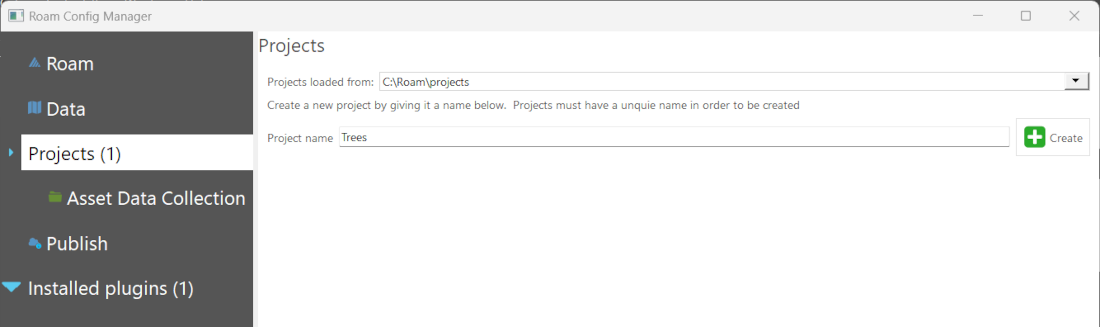 Roam Config Manager
Roam
Data
Projects (1)
Asset Data Collection
Publish
Installed plugins (1)
Projects
Projects loaded from: C:\Roam\projects
Create a new project by giving it a name below.  Projects must have a unquie name in order to be created
Project name Trees Create